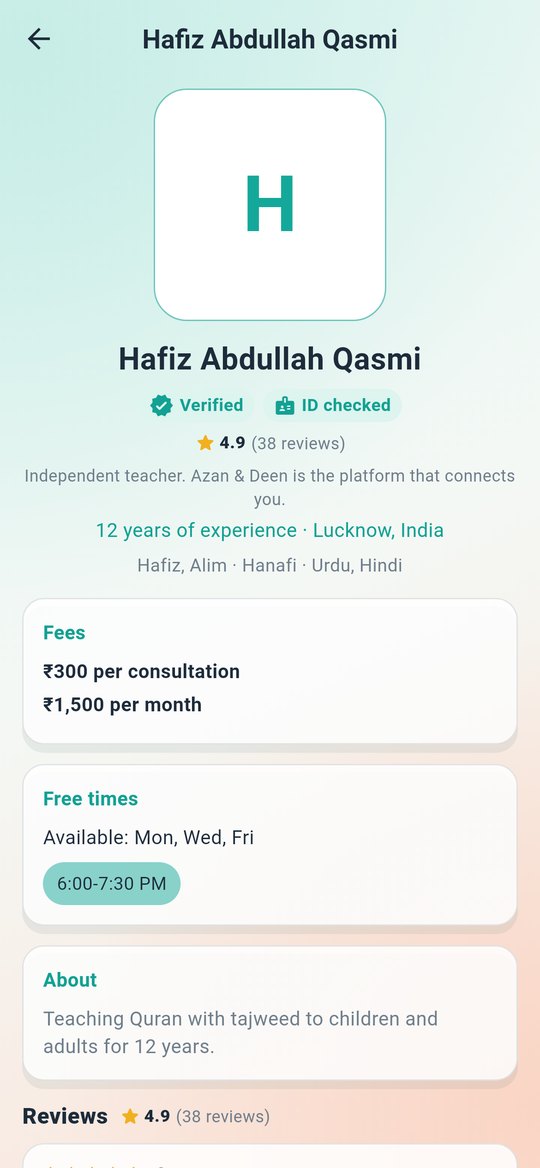 Hafiz Abdullah Qasmi
H
Hafiz Abdullah Qasmi
Verified
ID checked
4.9 (38 reviews)
Independent teacher. Azan & Deen is the platform that connects
you.
12 years of experience · Lucknow, India
Hafiz, Alim · Hanafi · Urdu, Hindi
Fees
₹300 per consultation
₹1,500 per month
Free times
Available: Mon, Wed, Fri
6:00-7:30 PM
About
Teaching Quran with tajweed to children and
adults for 12 years.
Reviews 4.9 (38 reviews)